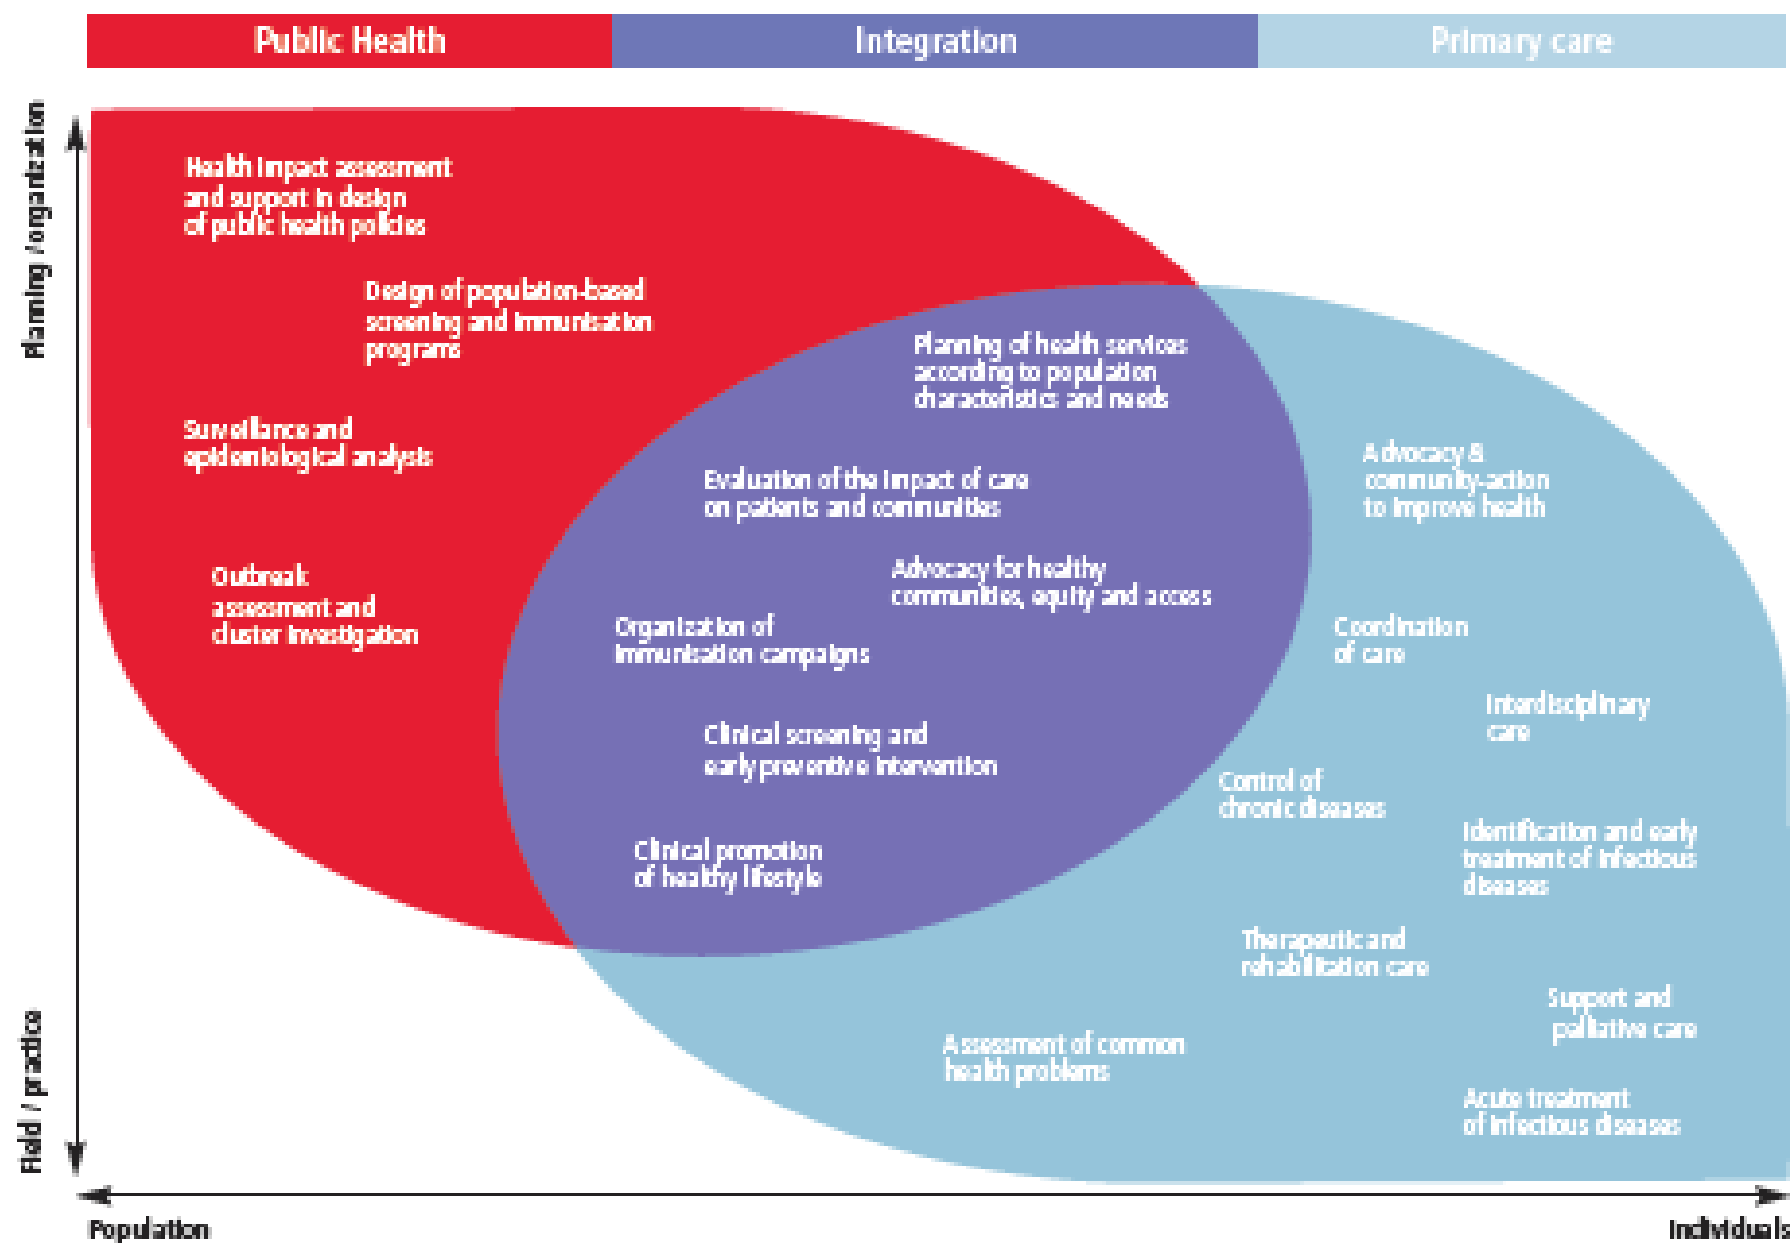 Public Health
Integration
Primary care
Planning / organization
Field / practice
Health impact assessment
and support in design
of public health policies
Design of population-based
screening and immunisation
programs
Surveillance and
epidemiological analysis
Outbreak
assessment and
cluster investigation
Planning of health services
according to population
characteristics and needs
Evaluation of the impact of care
on patients and communities
Advocacy for healthy
communities, equity and access
Organization of
immunisation campaigns
Clinical screening and
early preventive intervention
Clinical promotion
of healthy lifestyle
Advocacy &
community-action
to improve health
Coordination
of care
Interdisciplinary
care
Control of
chronic diseases
Identification and early
treatment of infectious
diseases
Therapeutic and
rehabilitation care
Support and
palliative care
Assessment of common
health problems
Acute treatment
of infectious diseases
Population
Individuals